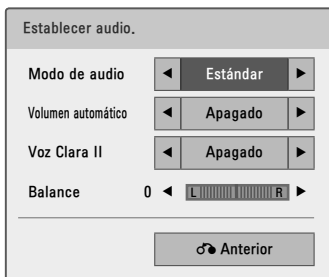 Establecer audio.
Modo de audio ◄ Estándar ►
Volumen automático ◄ Apagado ►
Voz Clara II ◄ Apagado ►
Balance 0 ◄ L R ►
Anterior